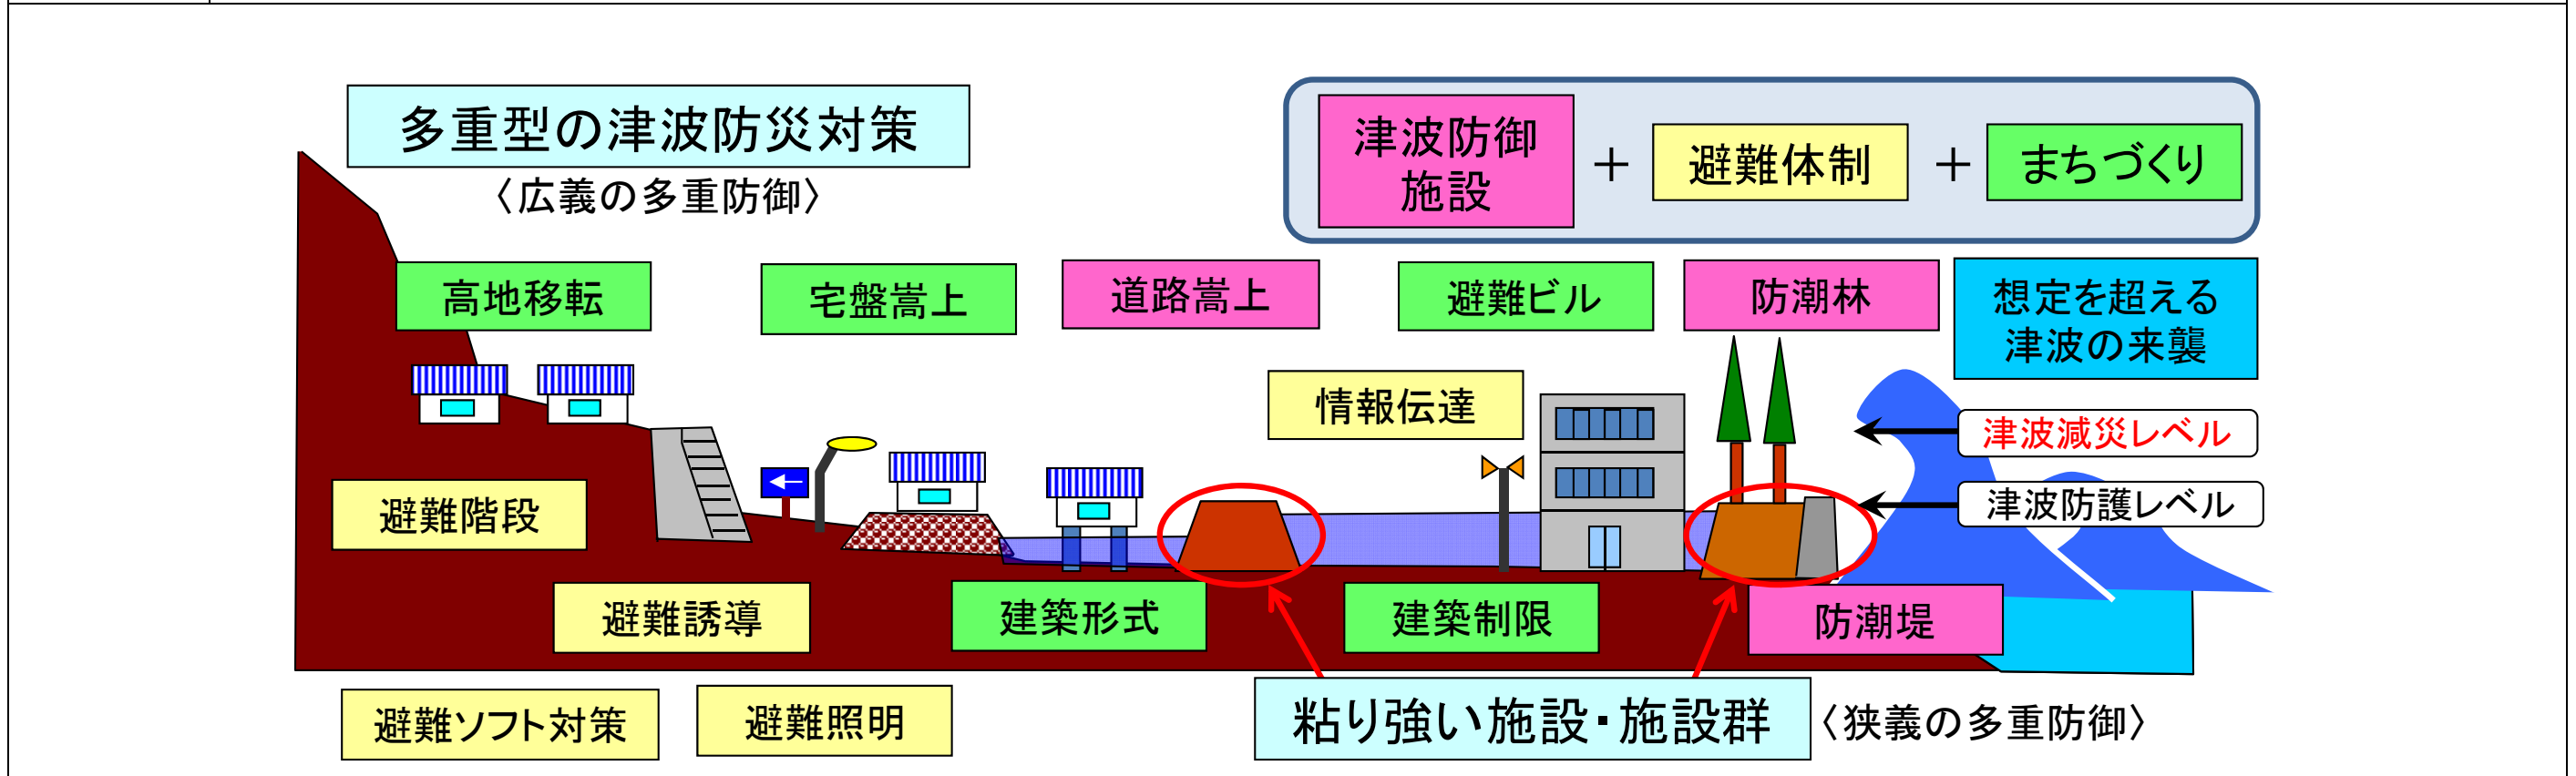 多重型の津波防災対策
〈広義の多重防御〉
津波防御
施設
＋
避難体制
＋
まちづくり
高地移転
宅盤嵩上
道路嵩上
避難ビル
防潮林
想定を超える
津波の来襲
情報伝達
津波減災レベル
避難階段
津波防護レベル
避難誘導
建築形式
建築制限
防潮堤
避難ソフト対策
避難照明
粘り強い施設・施設群
〈狭義の多重防御〉